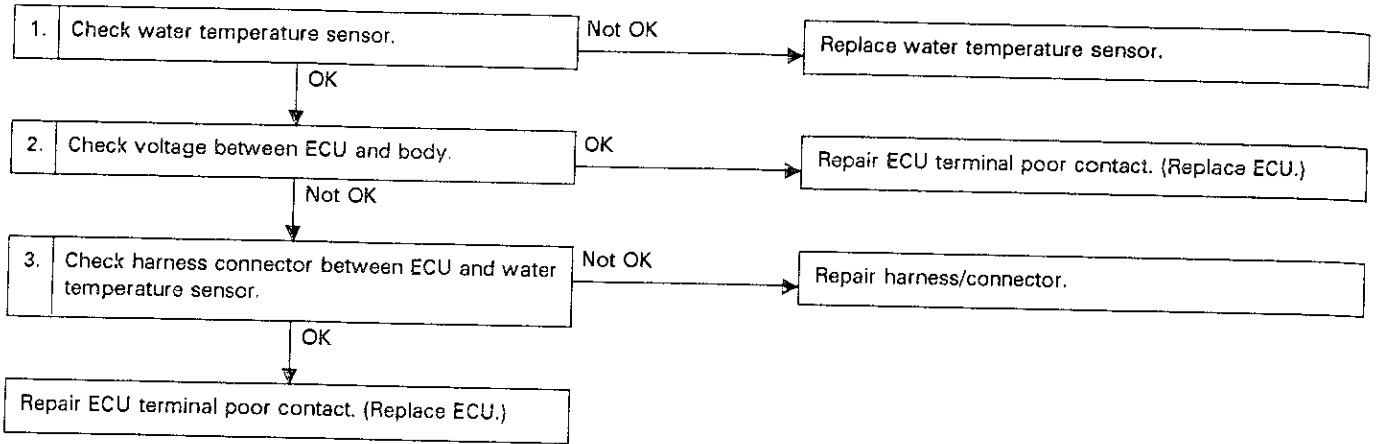 1. Check water temperature sensor.
Not OK
Replace water temperature sensor.
OK
2. Check voltage between ECU and body.
OK
Repair ECU terminal poor contact. (Replace ECU.)
Not OK
3. Check harness connector between ECU and water
temperature sensor.
Not OK
Repair harness/connector.
OK
Repair ECU terminal poor contact. (Replace ECU.)